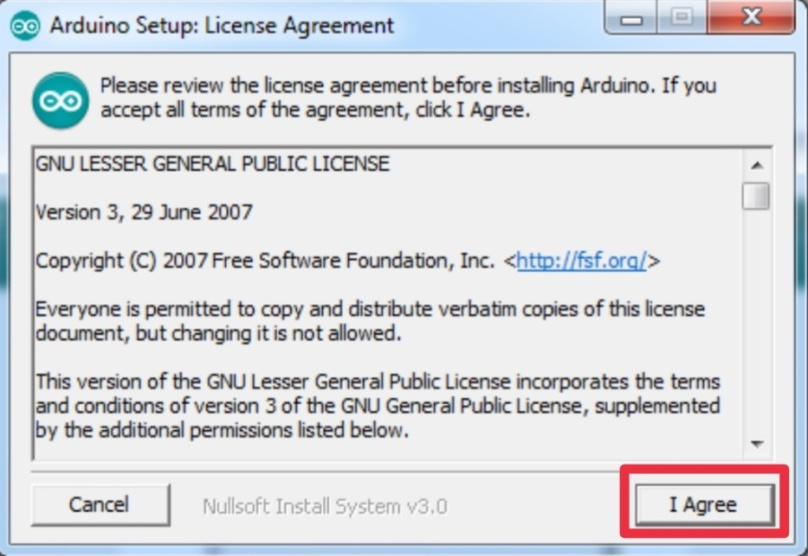 Arduino Setup: License Agreement
Please review the license agreement before installing Arduino. If you
accept all terms of the agreement, click I Agree.
GNU LESSER GENERAL PUBLIC LICENSE
Version 3, 29 June 2007
Copyright (C) 2007 Free Software Foundation, Inc. <http://fsf.org/>
Everyone is permitted to copy and distribute verbatim copies of this license
document, but changing it is not allowed.
This version of the GNU Lesser General Public License incorporates the terms
and conditions of version 3 of the GNU General Public License, supplemented
by the additional permissions listed below.
Cancel
Nullsoft Install System v3.0
I Agree